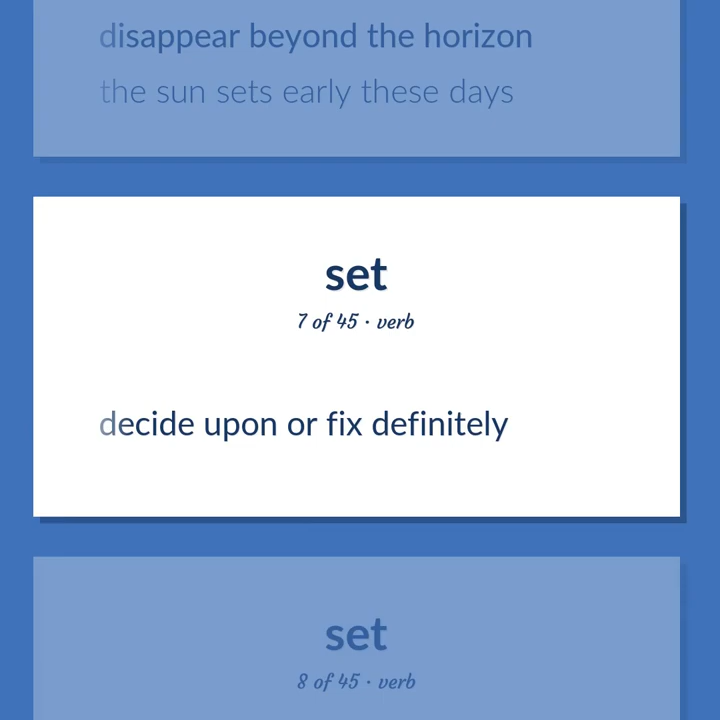 disappear beyond the horizon
the sun sets early these days
set
7 of 45 · verb
decide upon or fix definitely
set
8 of 45 · verb